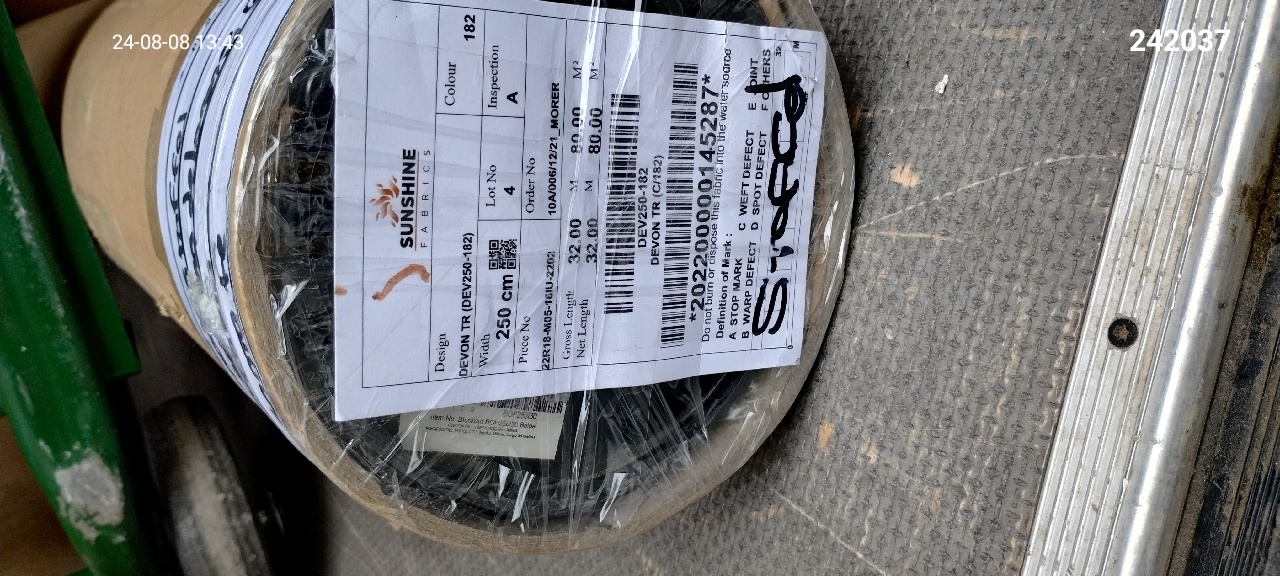 24-08-08 13:43
242037
SUNSHINE
FABRICS
Design
DEVON TR (DEV250-182)
Colour
182
Width
250 cm
Lot No
4
Inspection
A
Piece No
22R18-M05-16IU-2202
Order No
10A/006/12/21_MORER
Gross Length 32.00 M 80.00 M²
Net Length 32.00 M 80.00 M²
DEV250-182
DEVON TR (C/182)
*2022000000145287*
Do not burn or dispose this fabric into the water source
Definition of Mark :
A STOP MARK C WEFT DEFECT E JOINT
B WARP DEFECT D SPOT DEFECT F OTHERS
0 32 M